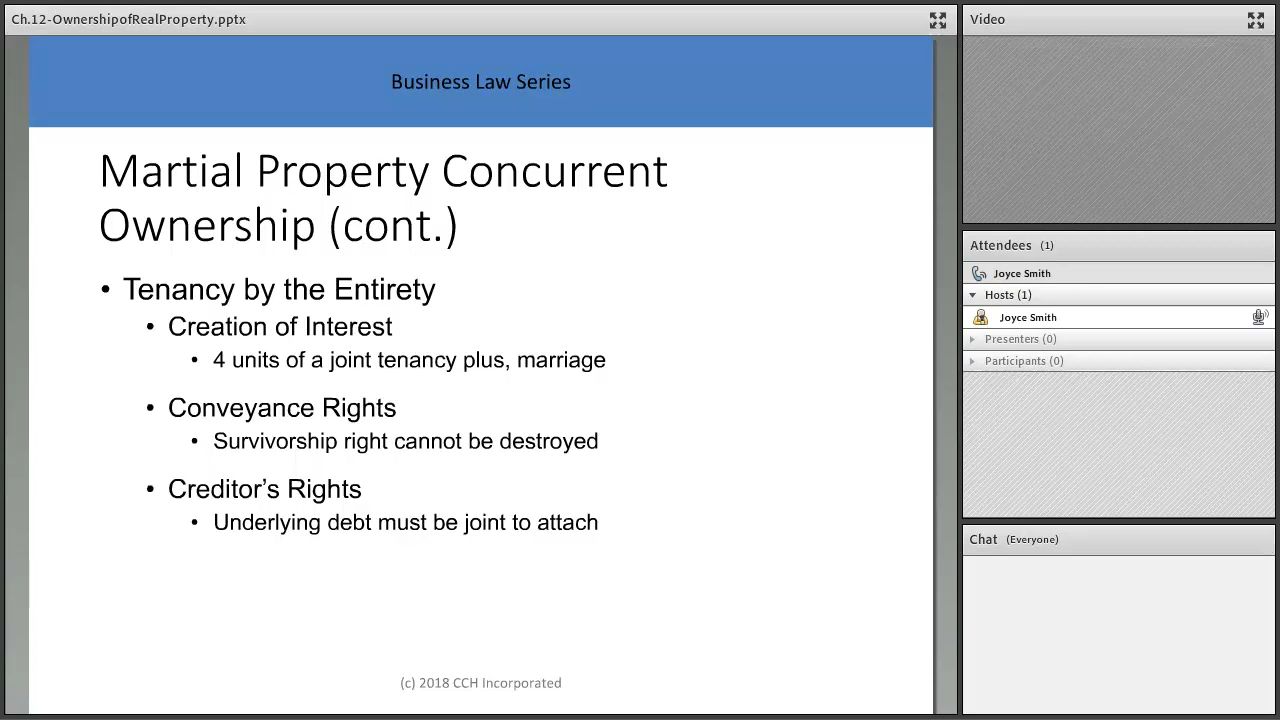 Ch.12-OwnershipofRealProperty.pptx
Business Law Series
Martial Property Concurrent
Ownership (cont.)
• Tenancy by the Entirety
• Creation of Interest
• 4 units of a joint tenancy plus, marriage
• Conveyance Rights
• Survivorship right cannot be destroyed
• Creditor’s Rights
• Underlying debt must be joint to attach
(c) 2018 CCH Incorporated
Video
Attendees (1)
Joyce Smith
Hosts (1)
Joyce Smith
Presenters (0)
Participants (0)
Chat (Everyone)